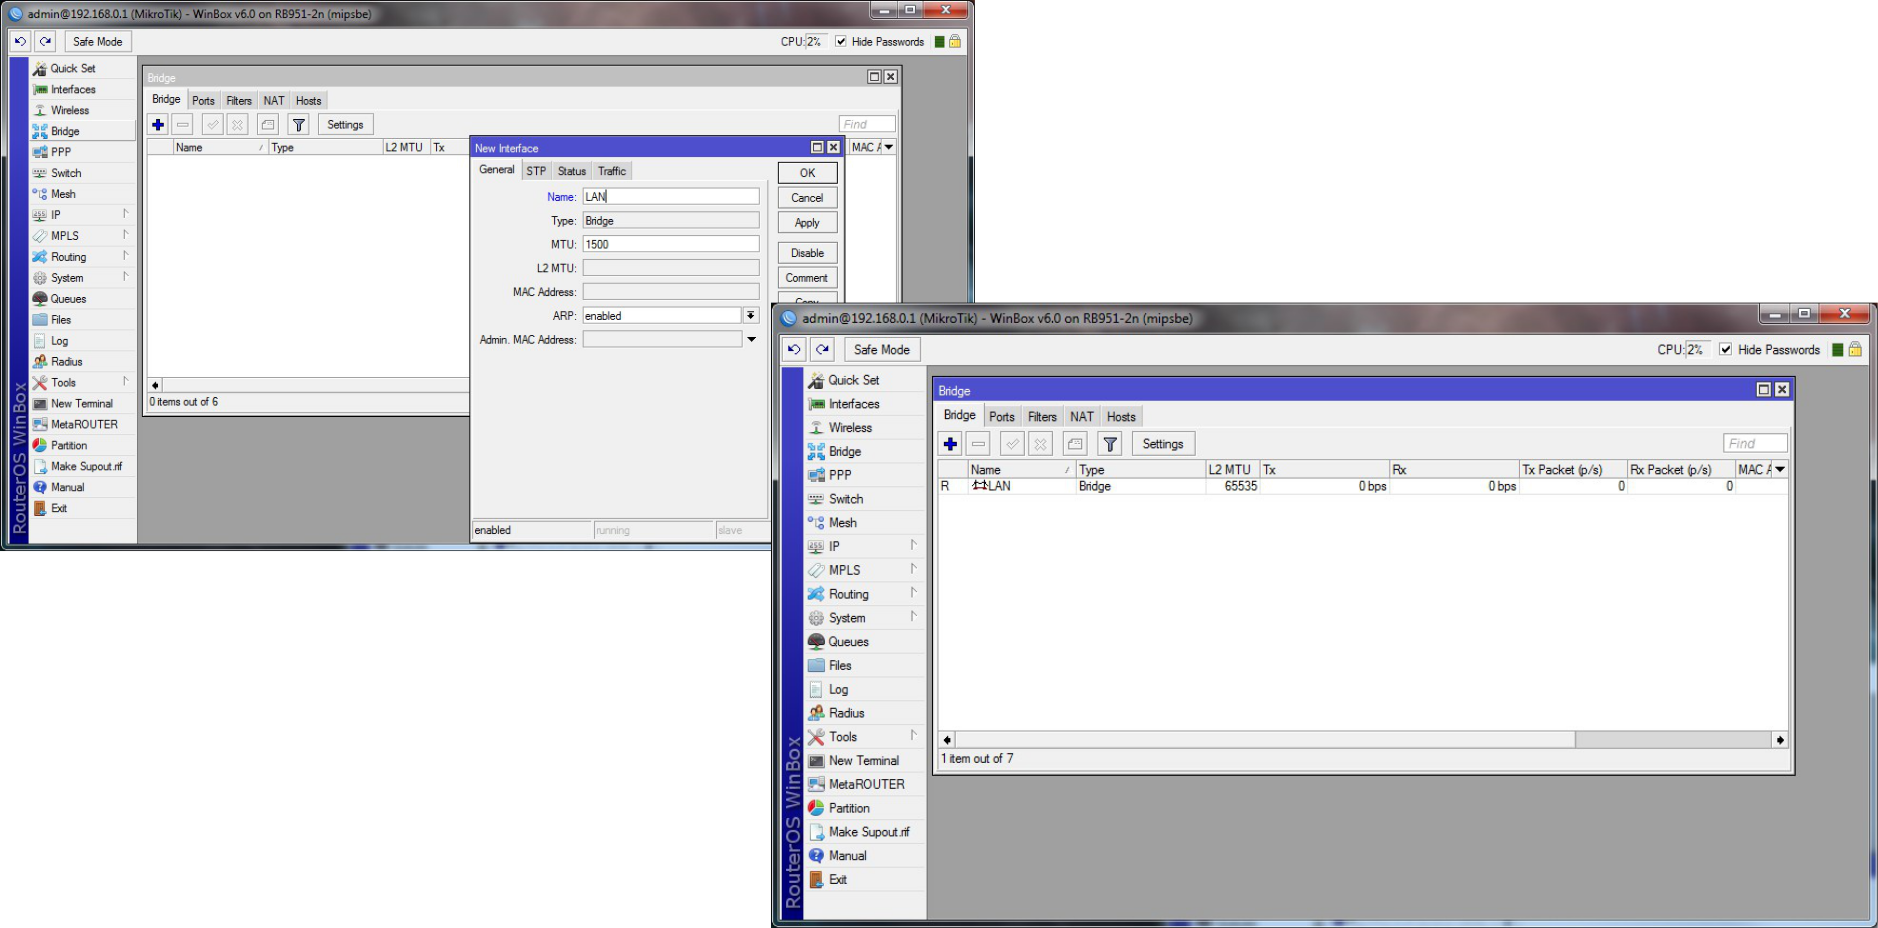 admin@192.168.0.1 (MikroTik) - WinBox v6.0 on RB951-2n (mipsbe)
Safe Mode
CPU: 2% Hide Passwords
Quick Set
Interfaces
Wireless
Bridge
PPP
Switch
Mesh
IP
MPLS
Routing
System
Queues
Files
Log
Radius
Tools
New Terminal
MetaROUTER
Partition
Make Supout.rif
Manual
Exit
RouterOS WinBox
Bridge
Bridge Ports Filters NAT Hosts
Settings
Find
Name Type L2 MTU Tx MAC A
0 items out of 6
New Interface
General STP Status Traffic
Name: LAN
Type: Bridge
MTU: 1500
L2 MTU:
MAC Address:
ARP: enabled
Admin. MAC Address:
OK
Cancel
Apply
Disable
Comment
Copy
enabled running slave
admin@192.168.0.1 (MikroTik) - WinBox v6.0 on RB951-2n (mipsbe)
Safe Mode
CPU: 2% Hide Passwords
Quick Set
Interfaces
Wireless
Bridge
PPP
Switch
Mesh
IP
MPLS
Routing
System
Queues
Files
Log
Radius
Tools
New Terminal
MetaROUTER
Partition
Make Supout.rif
Manual
Exit
RouterOS WinBox
Bridge
Bridge Ports Filters NAT Hosts
Settings
Find
Name Type L2 MTU Tx Rx Tx Packet (p/s) Rx Packet (p/s) MAC A
R LAN Bridge 65535 0 bps 0 bps 0 0
1 item out of 7